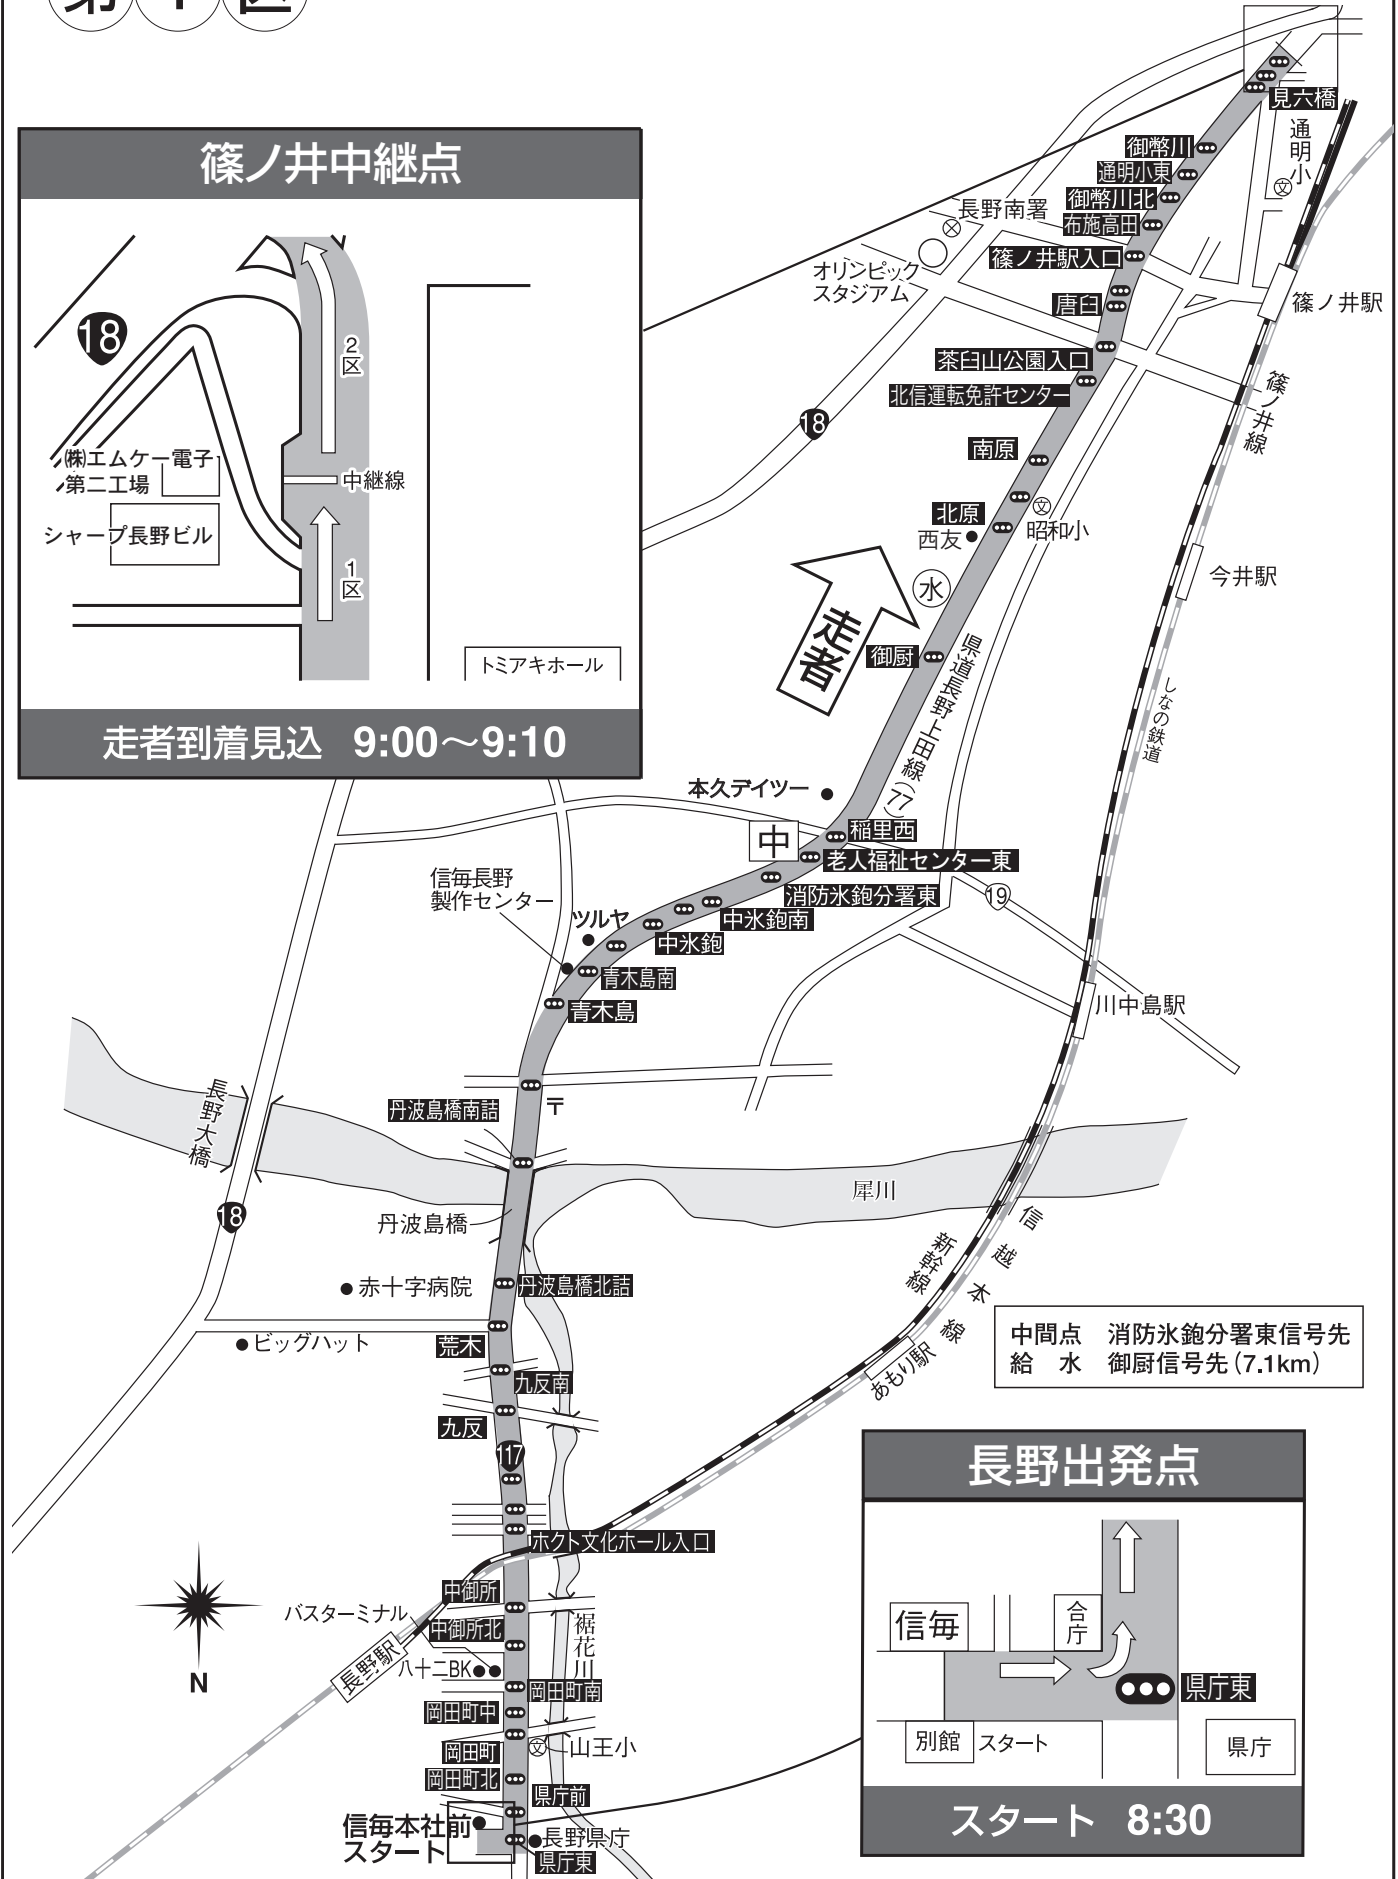 第1区
見六橋
通明小
御幣川
通明小東
御幣川北
布施高田
長野南署
篠ノ井駅入口
オリンピック
スタジアム
唐臼
篠ノ井駅
茶臼山公園入口
北信運転免許センター
篠ノ井線
18
南原
北原
西友
昭和小
今井駅
水
走者
御厨
県道長野上田線(77)
しなの鉄道
篠ノ井中継点
18
2区
㈱エムケー電子
第二工場
中継線
シャープ長野ビル
1区
トミアキホール
走者到着見込 9:00〜9:10
本久デイツー
中
稲里西
老人福祉センター東
消防氷鉋分署東
19
信毎長野
製作センター
ツルヤ
中氷鉋南
中氷鉋
青木島南
青木島
川中島駅
長野大橋
丹波島橋南詰
〒
犀川
18
丹波島橋
信越本線
新幹線
赤十字病院
丹波島橋北詰
ビッグハット
荒木
あもり駅
中間点 消防氷鉋分署東信号先
給 水 御厨信号先(7.1km)
九反南
九反
117
ホクト文化ホール入口
中御所
バスターミナル
中御所北
裾花川
長野駅
八十二BK
N
岡田町南
岡田町中
岡田町
山王小
岡田町北
県庁前
信毎本社前
スタート
長野県庁
県庁東
長野出発点
信毎
合庁
県庁東
別館
スタート
県庁
スタート 8:30